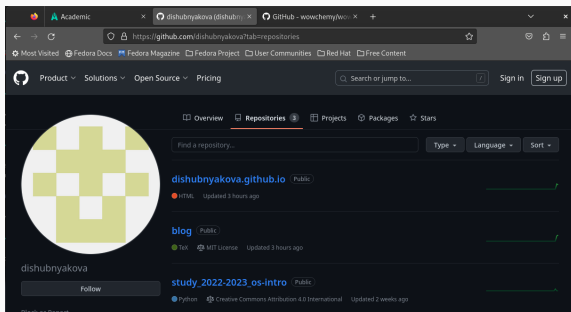 Academic × dishubnyakova (dishubny × GitHub - wowchemy/wov × +
https://github.com/dishubnyakova?tab=repositories
Most Visited Fedora Docs Fedora Magazine Fedora Project User Communities Red Hat Free Content
Product Solutions Open Source Pricing Search or jump to... / Sign in Sign up
Overview Repositories 3 Projects Packages Stars
Find a repository... Type Language Sort
dishubnyakova.github.io Public
HTML Updated 3 hours ago
blog Public
TeX MIT License Updated 3 hours ago
dishubnyakova
Follow
study_2022-2023_os-intro Public
Python Creative Commons Attribution 4.0 International Updated 2 weeks ago